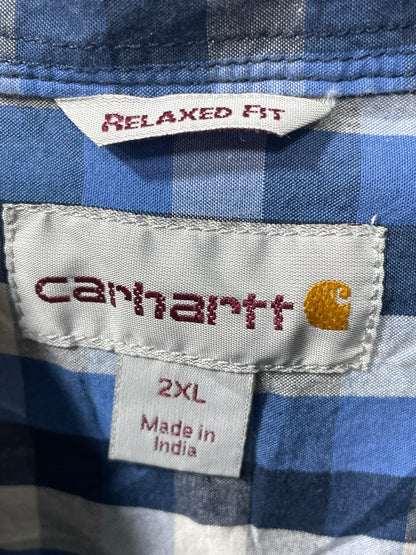 RELAXED FIT
carhartt
2XL
Made in
India